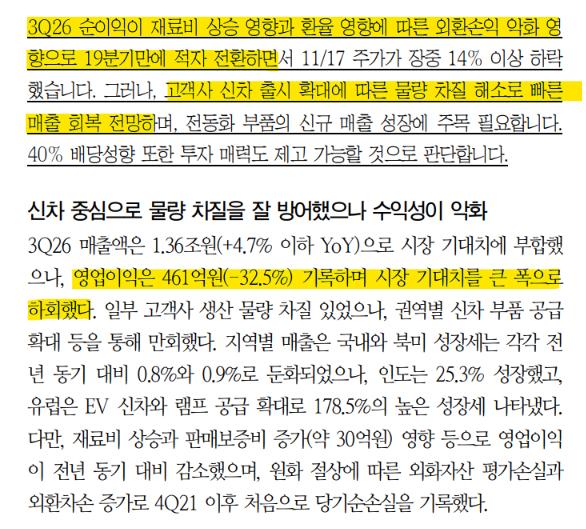 3Q26 순이익이 재료비 상승 영향과 환율 영향에 따른 외환손익 악화 영
향으로 19분기만에 적자 전환하면서 11/17 주가가 장중 14% 이상 하락
했습니다. 그러나, 고객사 신차 출시 확대에 따른 물량 차질 해소로 빠른
매출 회복 전망하며, 전동화 부품의 신규 매출 성장에 주목 필요합니다.
40% 배당성향 또한 투자 매력도 제고 가능할 것으로 판단합니다.
신차 중심으로 물량 차질을 잘 방어했으나 수익성이 악화
3Q26 매출액은 1.36조원(+4.7% 이하 YoY)으로 시장 기대치에 부합했
으나, 영업이익은 461억원(-32.5%) 기록하며 시장 기대치를 큰 폭으로
하회했다. 일부 고객사 생산 물량 차질 있었으나, 권역별 신차 부품 공급
확대 등을 통해 만회했다. 지역별 매출은 국내와 북미 성장세는 각각 전
년 동기 대비 0.8%와 0.9%로 둔화되었으나, 인도는 25.3% 성장했고,
유럽은 EV 신차와 램프 공급 확대로 178.5%의 높은 성장세 나타냈다.
다만, 재료비 상승과 판매보증비 증가(약 30억원) 영향 등으로 영업이익
이 전년 동기 대비 감소했으며, 원화 절상에 따른 외화자산 평가손실과
외환차손 증가로 4Q21 이후 처음으로 당기순손실을 기록했다.